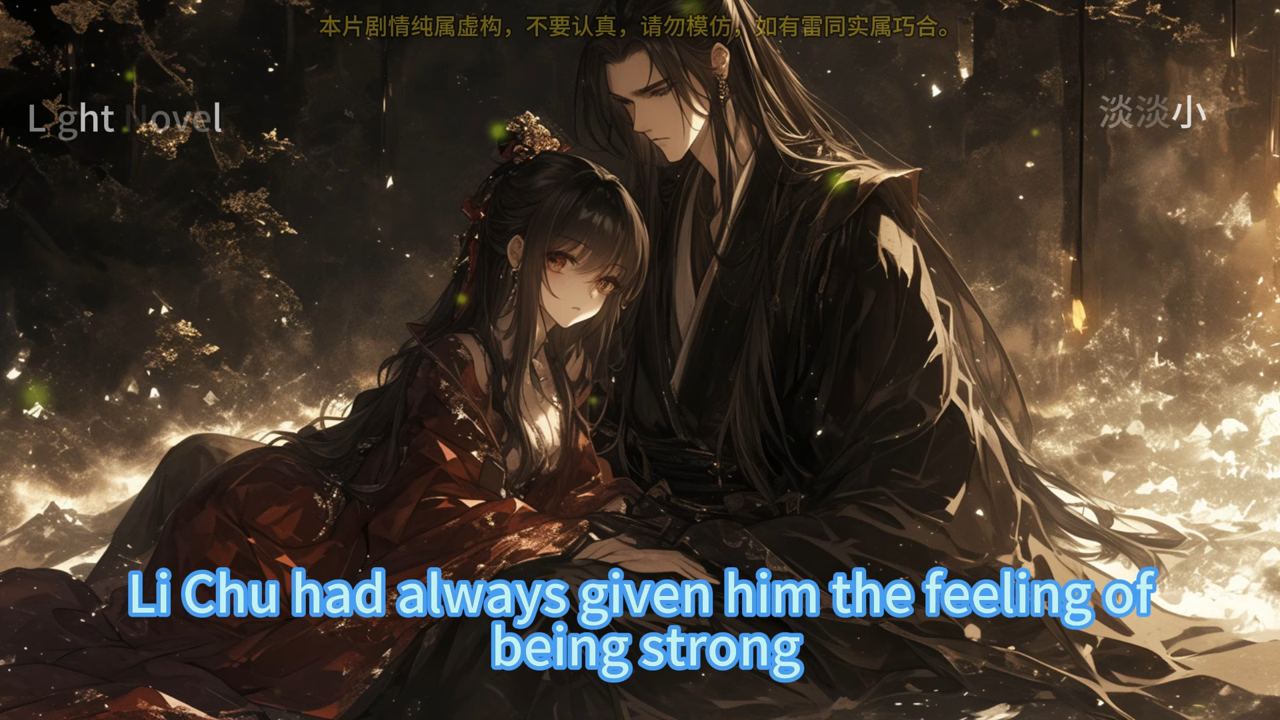 本片剧情纯属虚构，不要认真，请勿模仿，如有雷同实属巧合。
Light Novel
淡淡小
Li Chu had always given him the feeling of
being strong